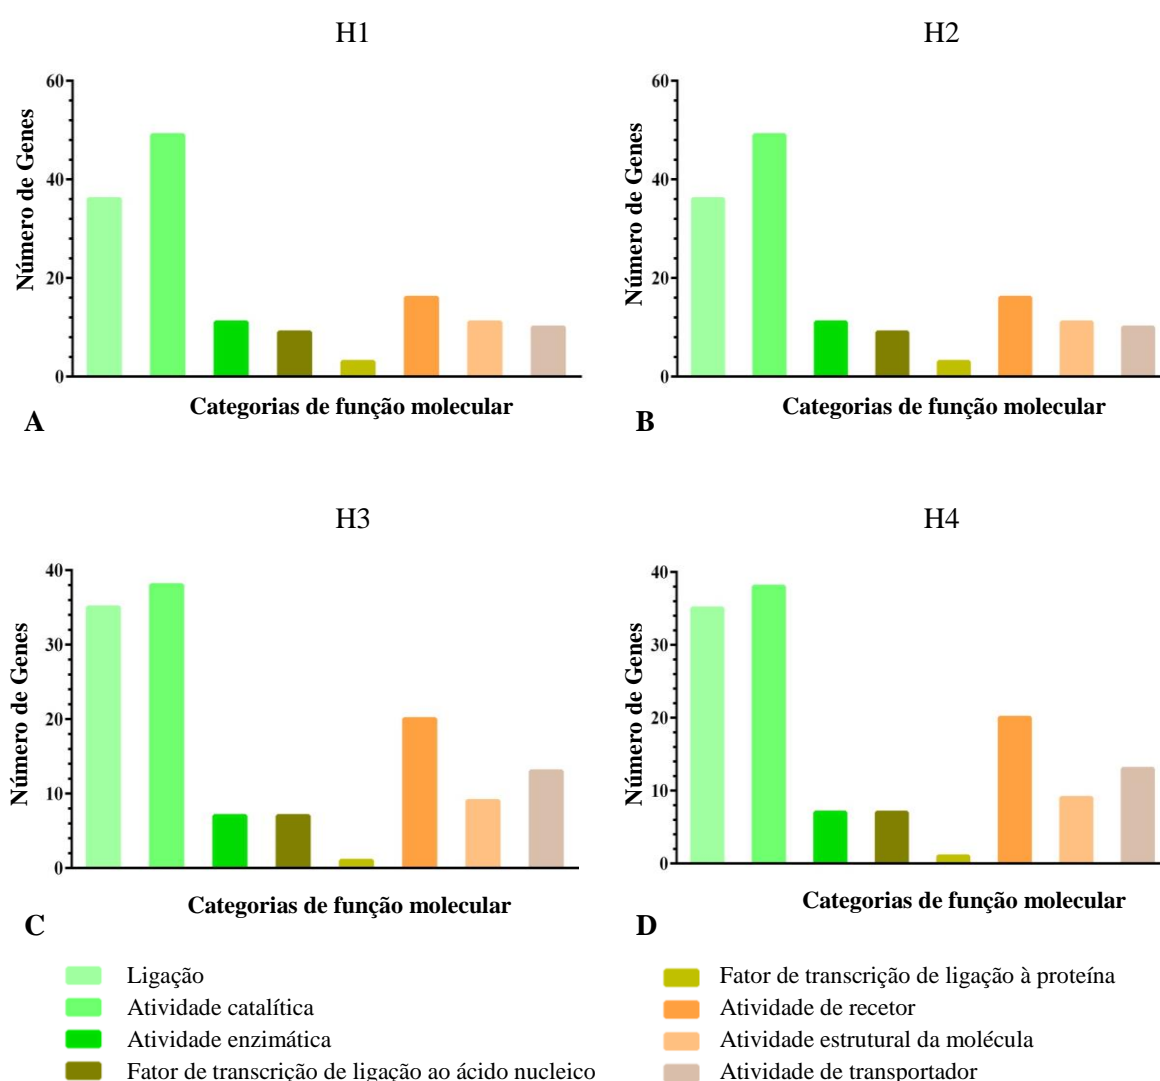 H1
H2
60
40
20
0
Número de Genes
Categorias de função molecular
A
60
40
20
0
Número de Genes
Categorias de função molecular
B
H3
H4
40
30
20
10
0
Número de Genes
Categorias de função molecular
C
40
30
20
10
0
Número de Genes
Categorias de função molecular
D
Ligação
Atividade catalítica
Atividade enzimática
Fator de transcrição de ligação ao ácido nucleico
Fator de transcrição de ligação à proteína
Atividade de recetor
Atividade estrutural da molécula
Atividade de transportador